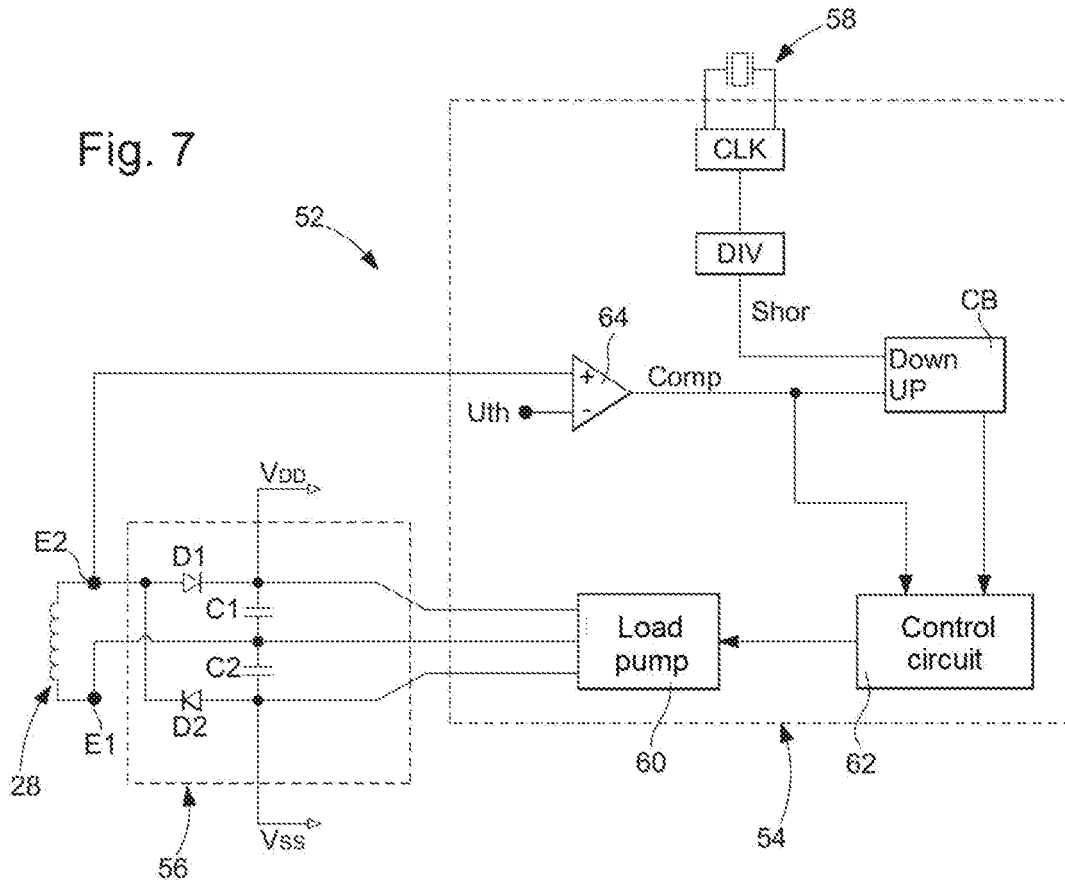 58
Fig. 7
CLK
52
DIV
CB
64
Shor
Down
Comp
+
UP
Uth
-
VDD
E2
D1
C1
Load
pump
Control
circuit
C2
D2
E1
28
60
62
54
56
Vss